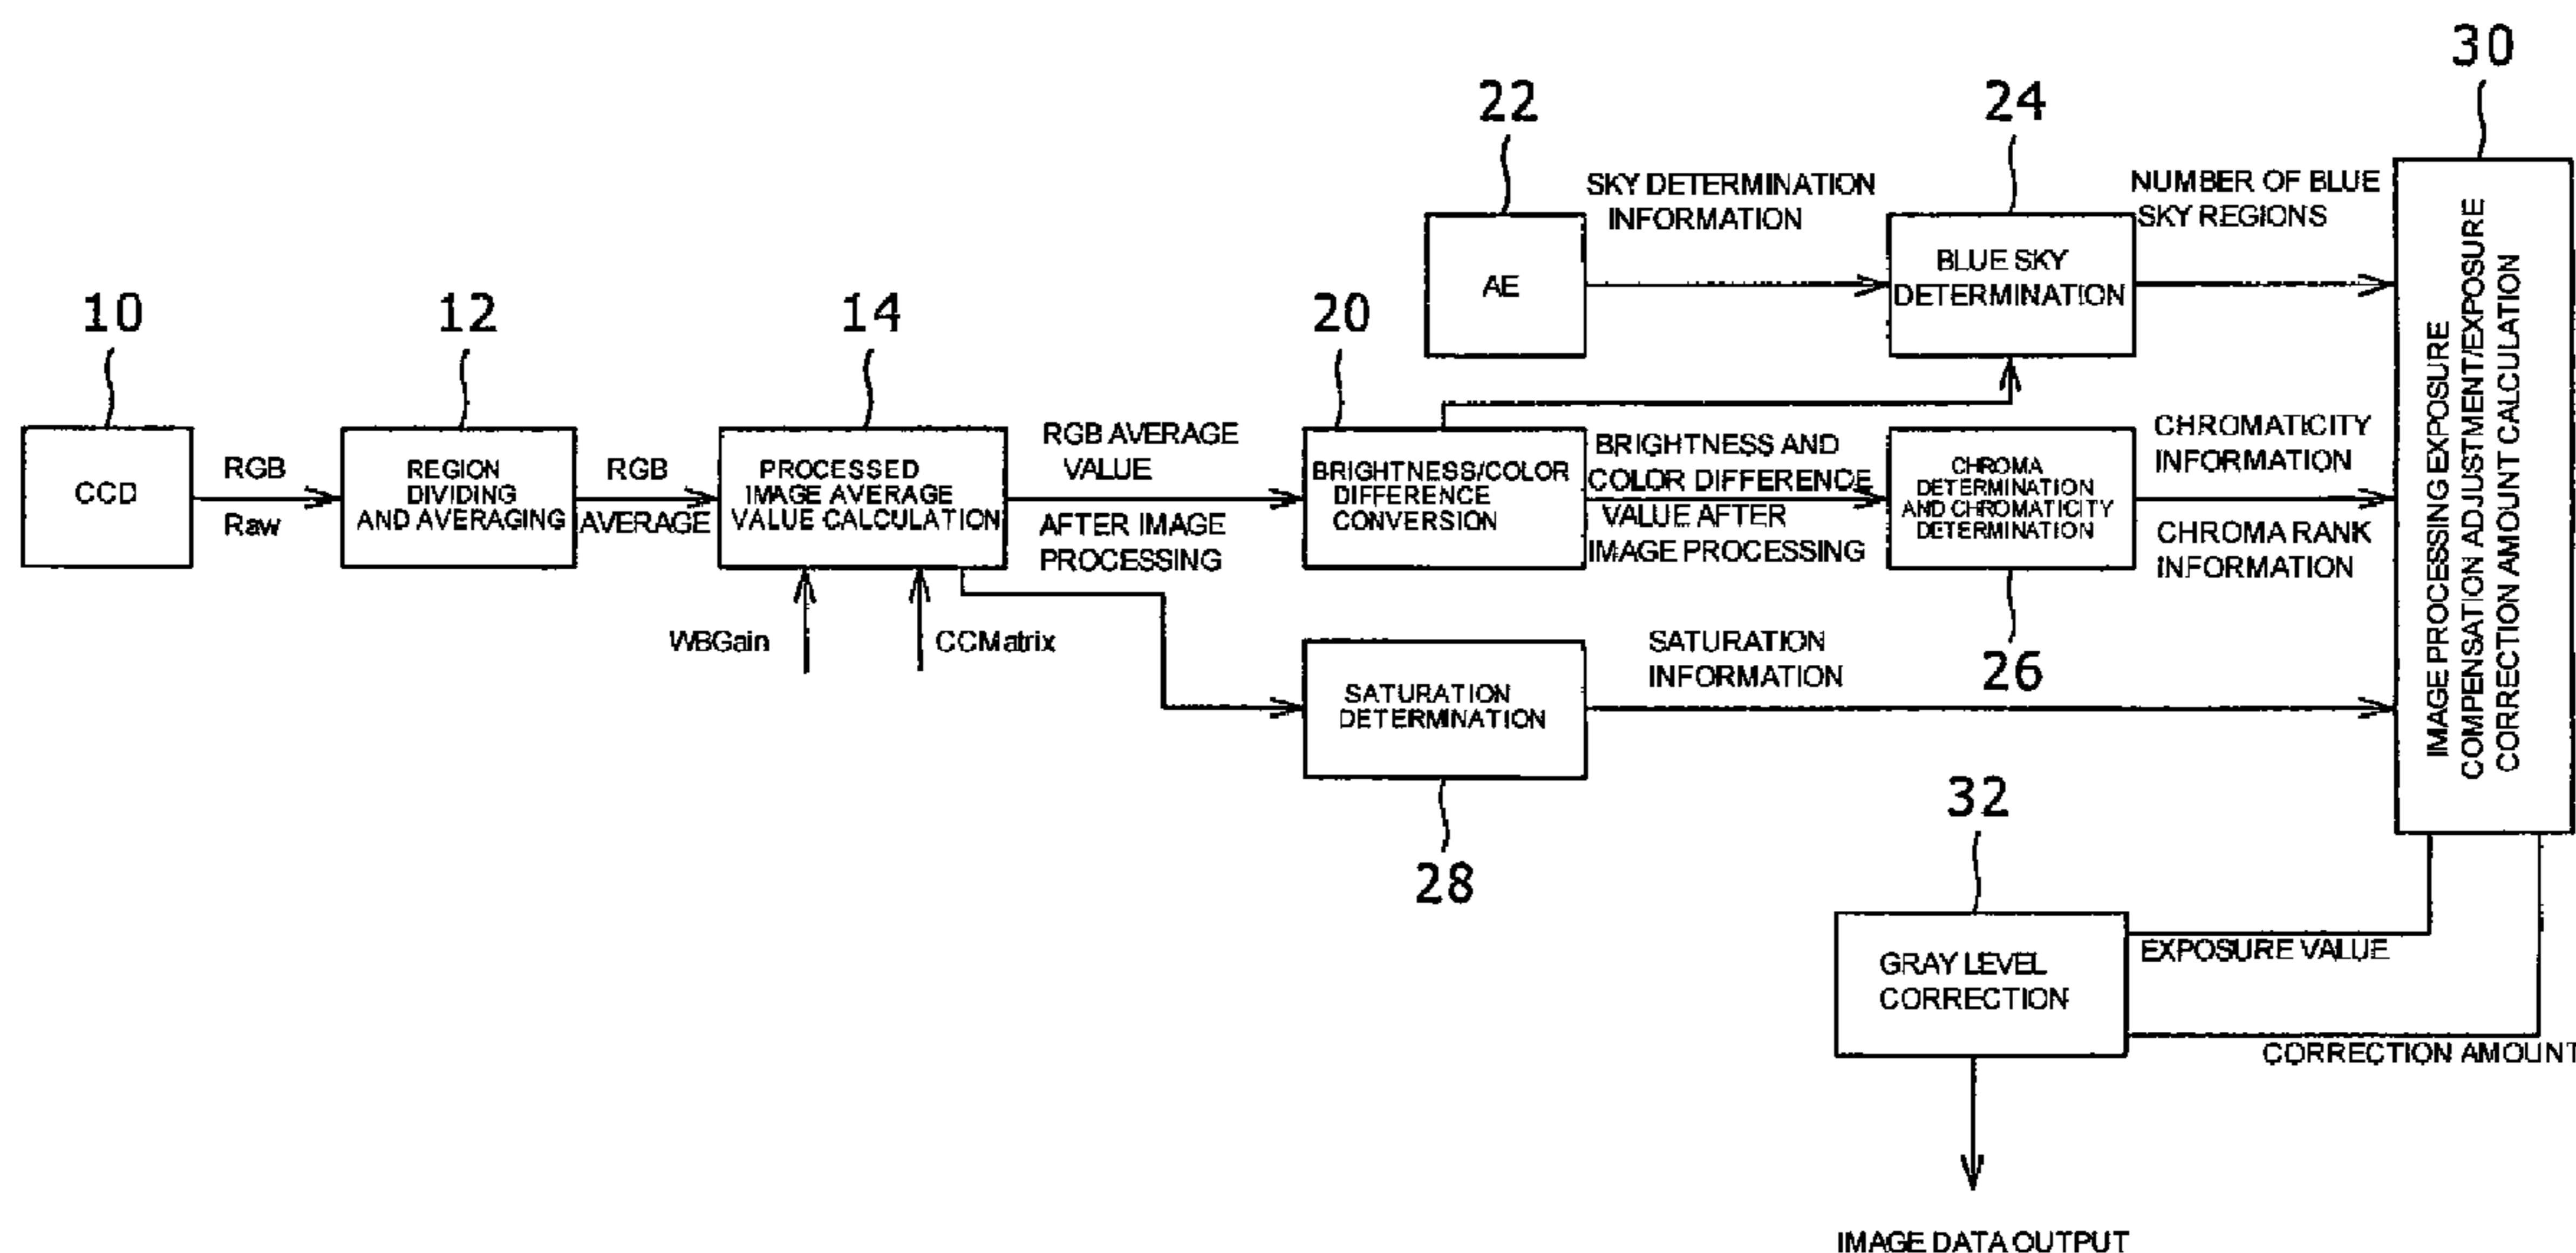 30
22
24
SKY DETERMINATION
INFORMATION
NUMBER OF BLUE
SKY REGIONS
AE
BLUE SKY
DETERMINATION
IMAGE PROCESSING EXPOSURE
COMPENSATION ADJUSTMENT/EXPOSURE
CORRECTION AMOUNT CALCULATION
10
12
14
20
CCD
RGB
Raw
REGION
DIVIDING
AND AVERAGING
RGB
AVERAGE
PROCESSED
IMAGE AVERAGE
VALUE CALCULATION
RGB AVERAGE
VALUE
AFTER IMAGE
PROCESSING
BRIGHTNESS/COLOR
DIFFERENCE
CONVERSION
BRIGHTNESS AND
COLOR DIFFERENCE
VALUE AFTER
IMAGE PROCESSING
CHROMA
DETERMINATION
AND CHROMATICITY
DETERMINATION
CHROMATICITY
INFORMATION
CHROMA RANK
INFORMATION
WBGain
CCMatrix
26
SATURATION
DETERMINATION
SATURATION
INFORMATION
28
32
GRAY LEVEL
CORRECTION
EXPOSURE VALUE
CORRECTION AMOUNT
IMAGE DATA OUTPUT